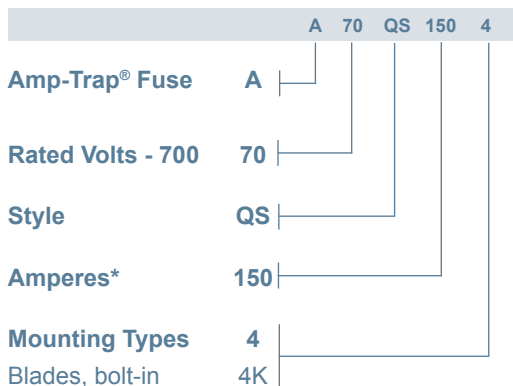 A 70 QS 150 4
Amp-Trap® Fuse A
Rated Volts - 700 70
Style QS
Amperes* 150
Mounting Types 4
Blades, bolt-in 4K